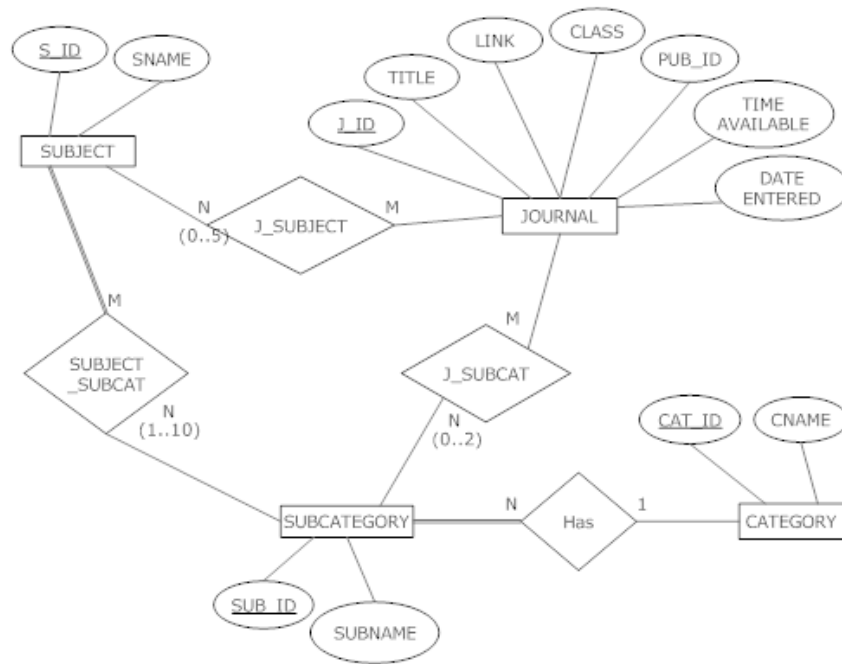 S_ID
SNAME
LINK
CLASS
TITLE
PUB_ID
J_ID
TIME
AVAILABLE
SUBJECT
DATE
ENTERED
N
(0..5)
J_SUBJECT
M
JOURNAL
M
SUBJECT
_SUBCAT
N
(1..10)
M
J_SUBCAT
N
(0..2)
CAT_ID
CNAME
SUBCATEGORY
N
Has
1
CATEGORY
SUB_ID
SUBNAME